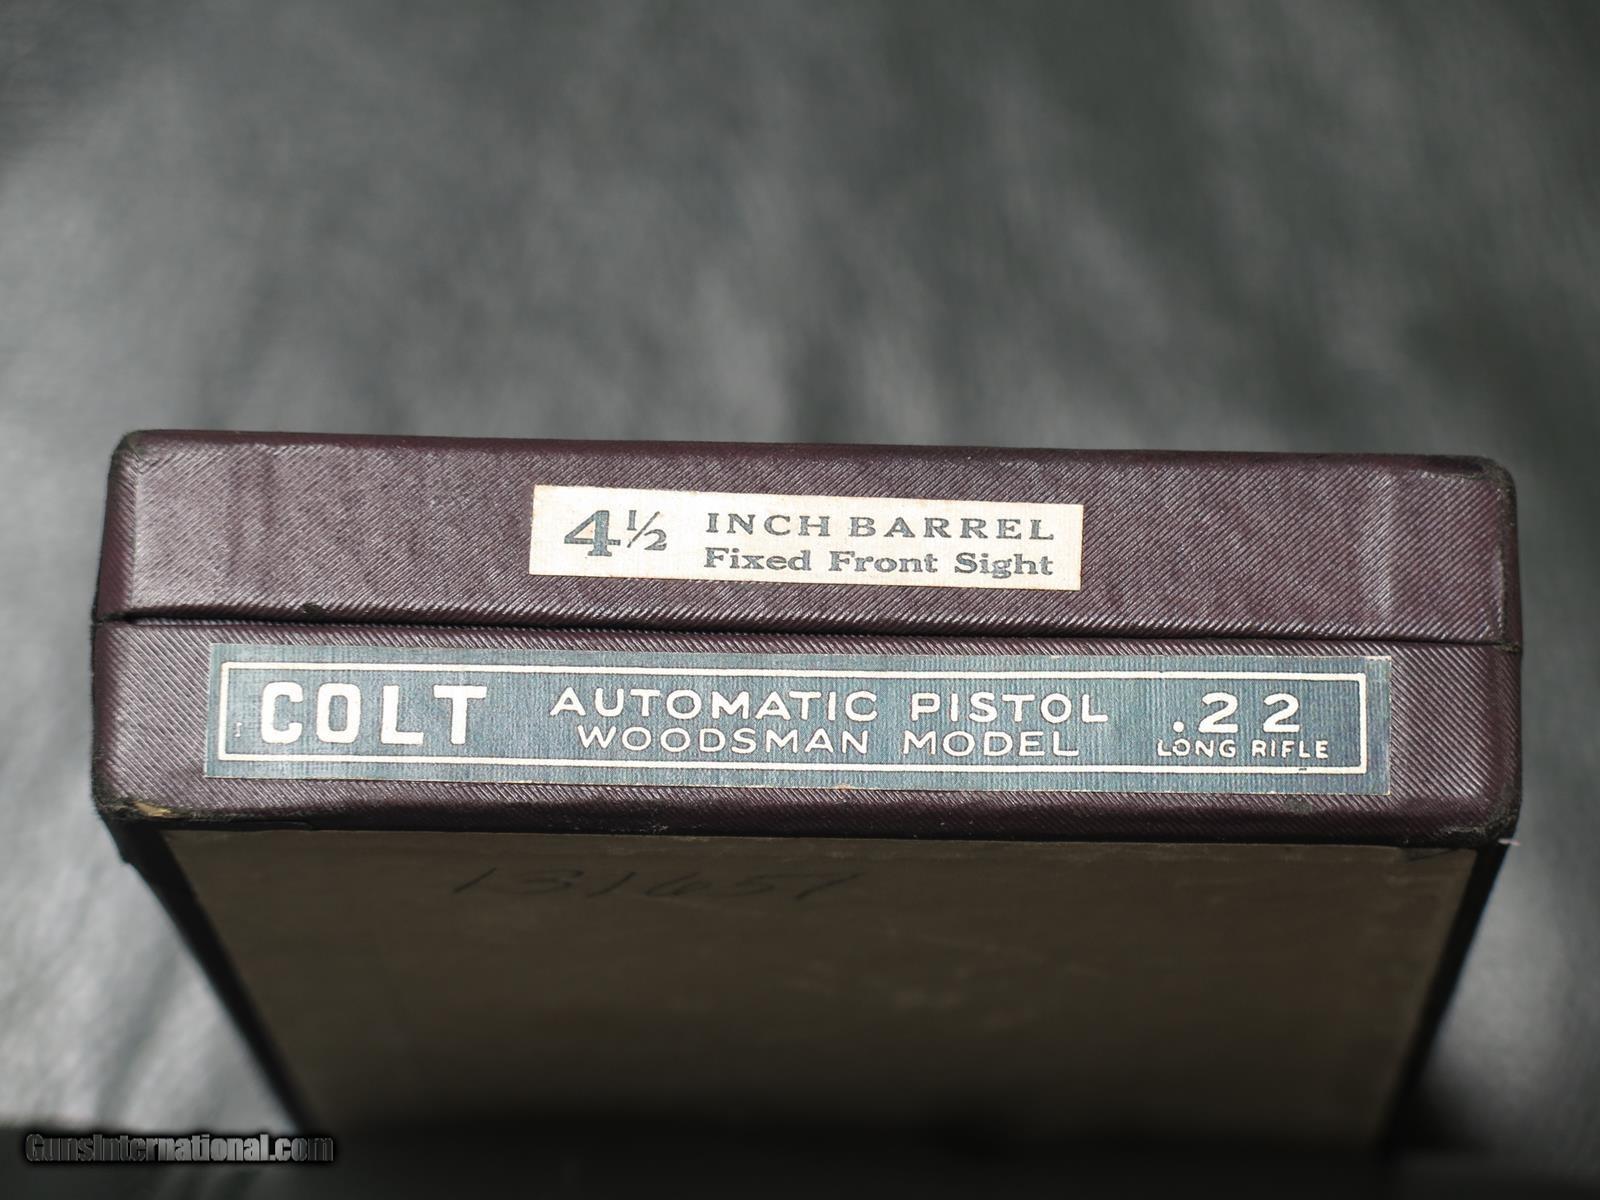 4½ INCH BARREL
Fixed Front Sight
COLT AUTOMATIC PISTOL .22
WOODSMAN MODEL LONG RIFLE
131657
GunsInternational.com